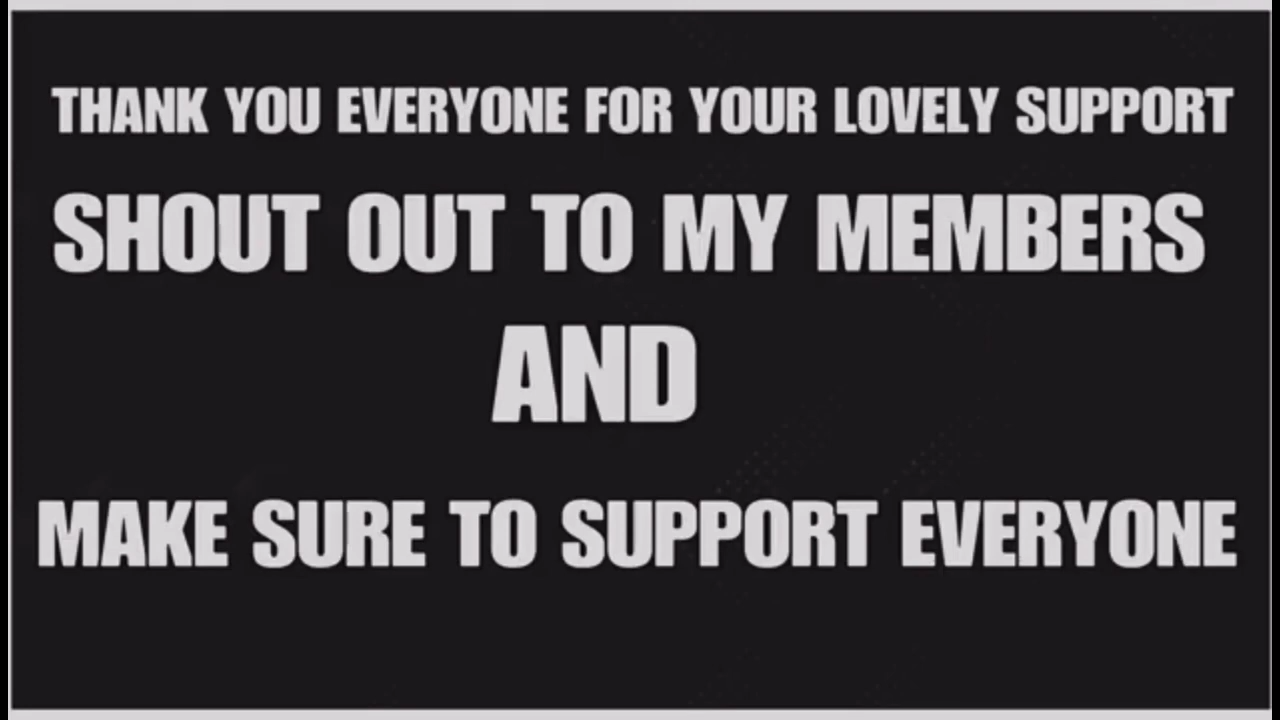 THANK YOU EVERYONE FOR YOUR LOVELY SUPPORT
SHOUT OUT TO MY MEMBERS
AND
MAKE SURE TO SUPPORT EVERYONE